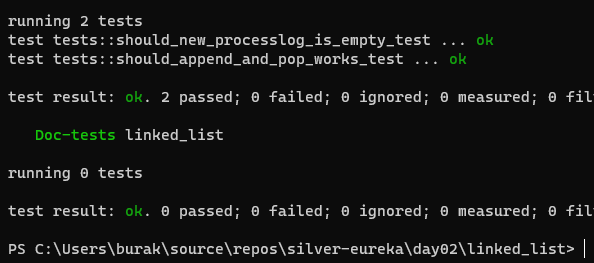 running 2 tests
test tests::should_new_processlog_is_empty_test ... ok
test tests::should_append_and_pop_works_test ... ok
test result: ok. 2 passed; 0 failed; 0 ignored; 0 measured; 0 fil
Doc-tests linked_list
running 0 tests
test result: ok. 0 passed; 0 failed; 0 ignored; 0 measured; 0 fil
PS C:\Users\burak\source\repos\silver-eureka\day02\linked_list>